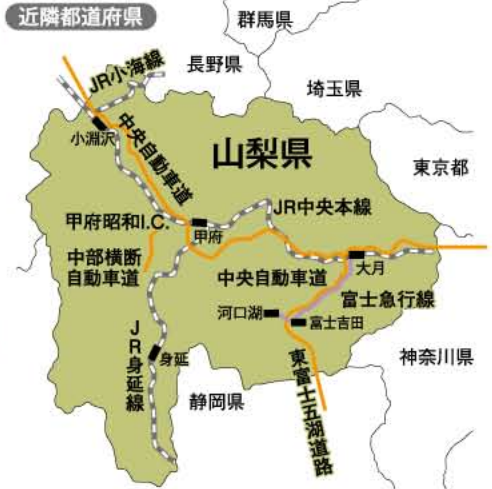 近隣都道府県
群馬県
長野県
埼玉県
JR小海線
小淵沢
中央自動車道
山梨県
東京都
甲府昭和I.C.
甲府
JR中央本線
中部横断
自動車道
中央自動車道
大月
河口湖
富士急行線
富士吉田
JR身延線
身延
静岡県
東富士五湖道路
神奈川県